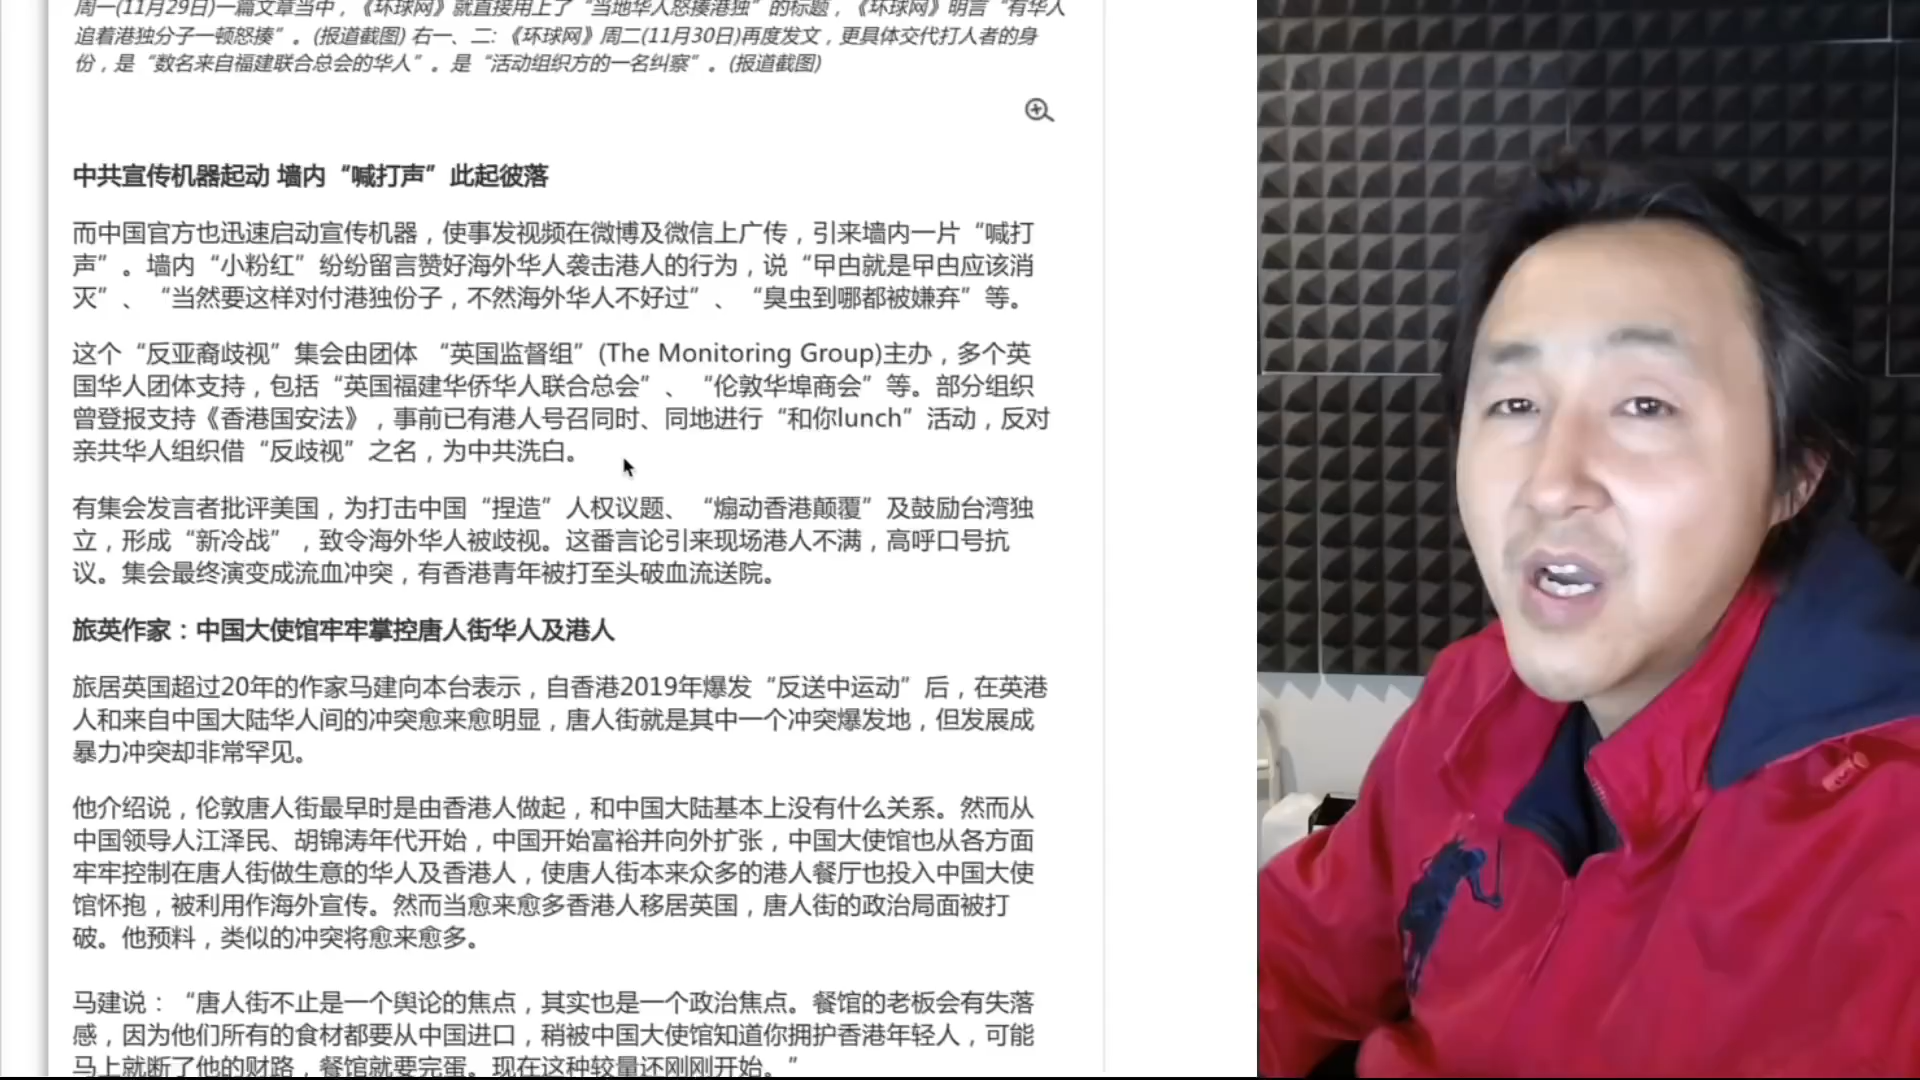 周一(11月29日)一篇文章当中，《环球网》就直接用上了“当地华人怒揍港独”的标题，《环球网》明言“有华人
追着港独分子一顿怒揍”。(报道截图) 右一、二:《环球网》周二(11月30日)再度发文，更具体交代打人者的身
份，是“数名来自福建联合总会的华人”。是“活动组织方的一名纠察”。(报道截图)
中共宣传机器起动 墙内“喊打声”此起彼落
而中国官方也迅速启动宣传机器，使事发视频在微博及微信上广传，引来墙内一片“喊打
声”。墙内“小粉红”纷纷留言赞好海外华人袭击港人的行为，说“曱甴就是曱甴应该消
灭”、“当然要这样对付港独份子，不然海外华人不好过”、“臭虫到哪都被嫌弃”等。
这个“反亚裔歧视”集会由团体 “英国监督组”(The Monitoring Group)主办，多个英
国华人团体支持，包括“英国福建华侨华人联合总会”、“伦敦华埠商会”等。部分组织
曾登报支持《香港国安法》，事前已有港人号召同时、同地进行“和你lunch”活动，反对
亲共华人组织借“反歧视”之名，为中共洗白。
有集会发言者批评美国，为打击中国“捏造”人权议题、“煽动香港颠覆”及鼓励台湾独
立，形成“新冷战”，致令海外华人被歧视。这番言论引来现场港人不满，高呼口号抗
议。集会最终演变成流血冲突，有香港青年被打至头破血流送院。
旅英作家：中国大使馆牢牢掌控唐人街华人及港人
旅居英国超过20年的作家马建向本台表示，自香港2019年爆发“反送中运动”后，在英港
人和来自中国大陆华人间的冲突愈来愈明显，唐人街就是其中一个冲突爆发地，但发展成
暴力冲突却非常罕见。
他介绍说，伦敦唐人街最早时是由香港人做起，和中国大陆基本上没有什么关系。然而从
中国领导人江泽民、胡锦涛年代开始，中国开始富裕并向外扩张，中国大使馆也从各方面
牢牢控制在唐人街做生意的华人及香港人，使唐人街本来众多的港人餐厅也投入中国大使
馆怀抱，被利用作海外宣传。然而当愈来愈多香港人移居英国，唐人街的政治局面被打
破。他预料，类似的冲突将愈来愈多。
马建说：“唐人街不止是一个舆论的焦点，其实也是一个政治焦点。餐馆的老板会有失落
感，因为他们所有的食材都要从中国进口，稍被中国大使馆知道你拥护香港年轻人，可能
马上就断了他的财路，餐馆就要完蛋。现在这种较量还刚刚开始。”